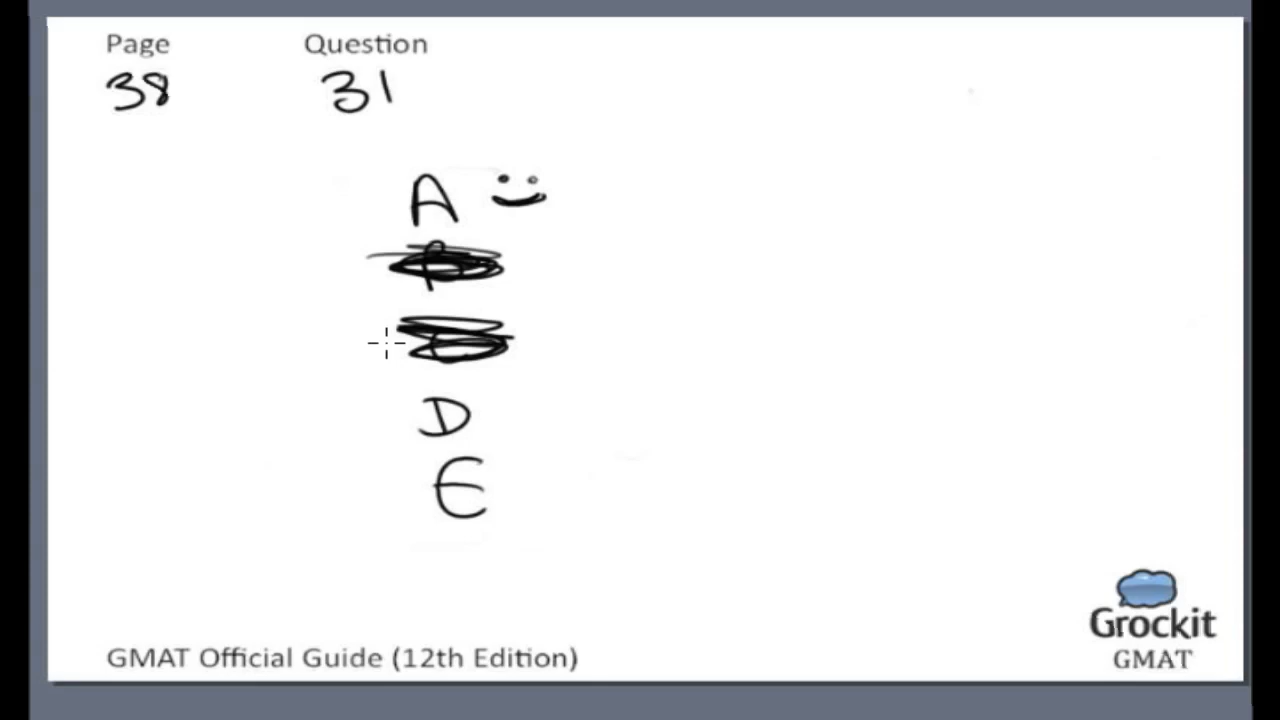 Page Question
38 31
A
D
E
Grockit
GMAT
GMAT Official Guide (12th Edition)